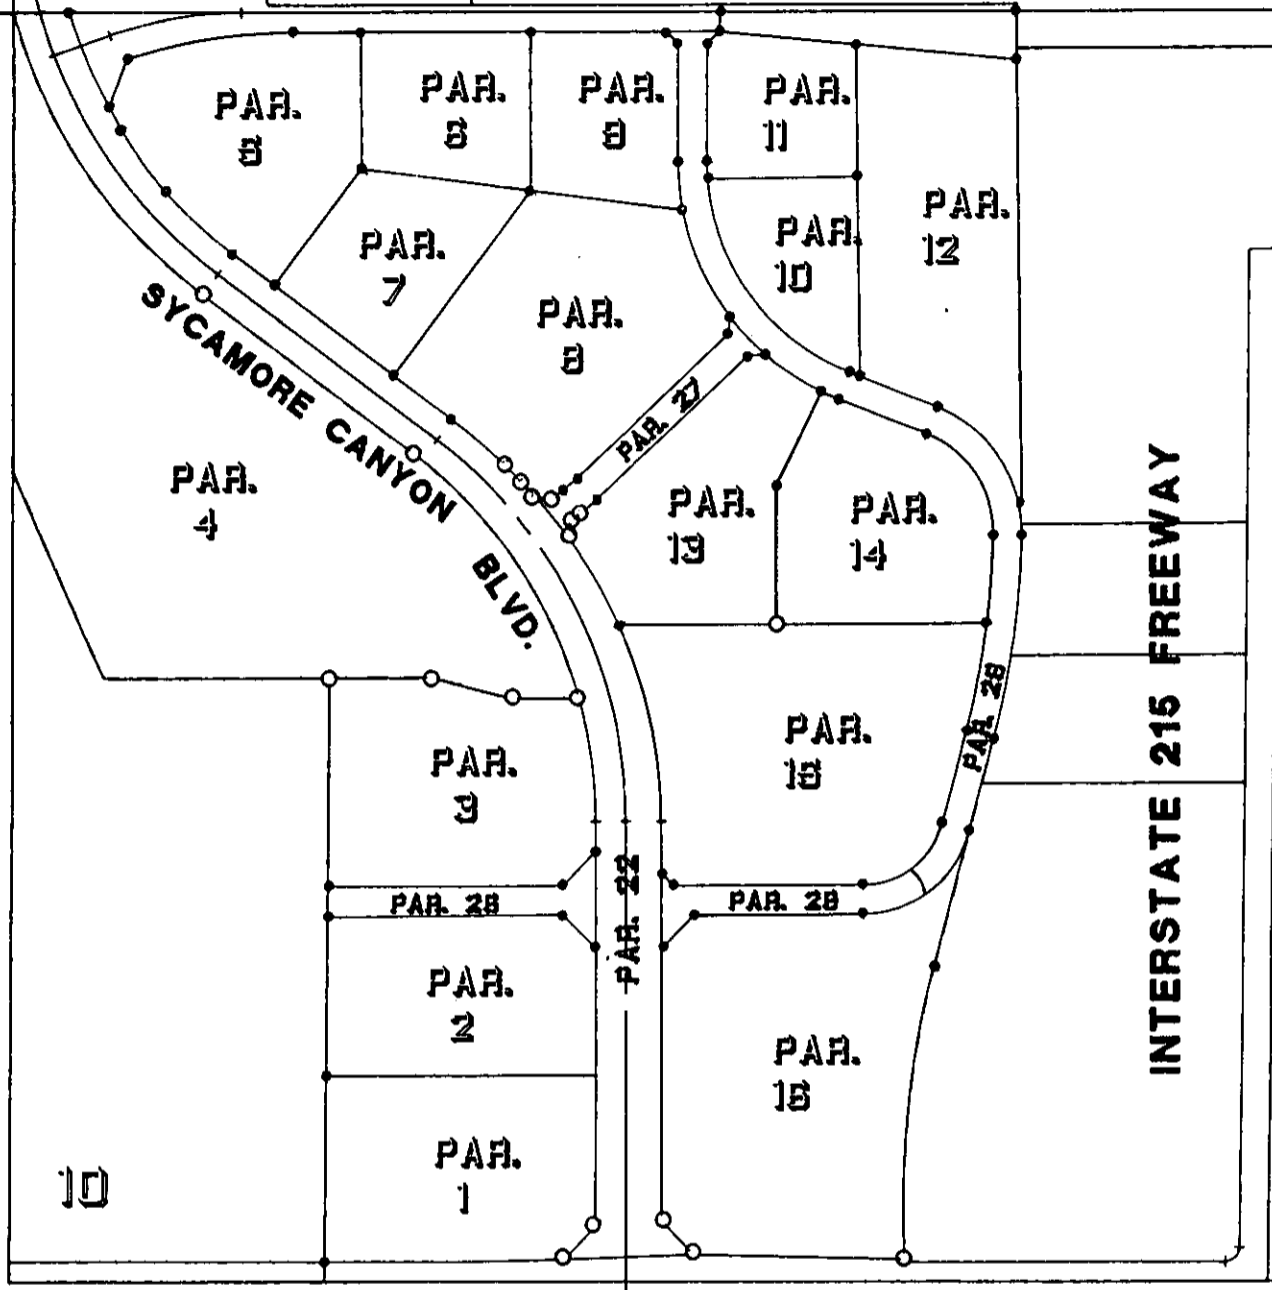 PAR.
5
PAR.
6
PAR.
9
PAR.
11
PAR.
12
PAR.
7
PAR.
8
PAR.
10
SYCAMORE CANYON BLVD.
PAR. 27
PAR.
4
PAR.
13
PAR.
14
INTERSTATE 215 FREEWAY
PAR. 28
PAR.
3
PAR.
15
PAR. 22
PAR. 26
PAR. 28
PAR.
2
PAR.
16
PAR.
1
10